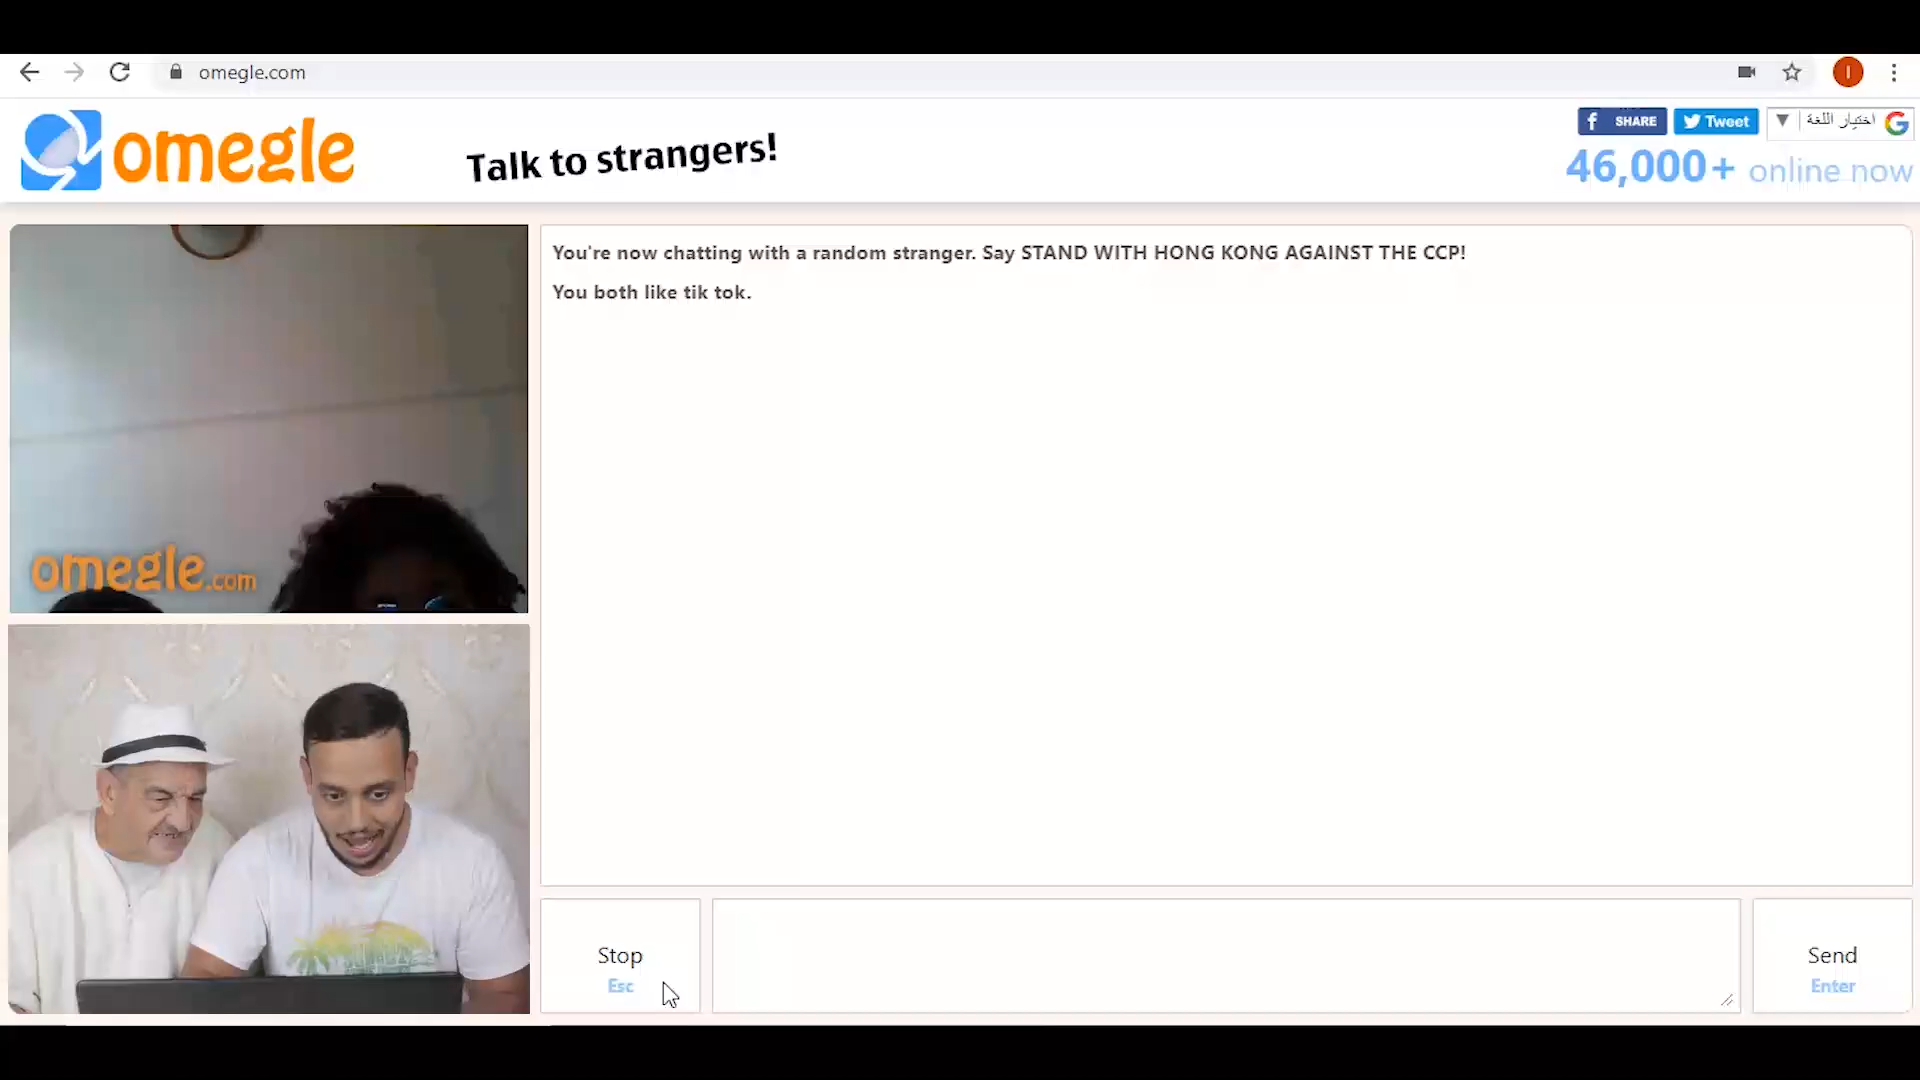 omegle.com
omegle
Talk to strangers!
SHARE
Tweet
اختيار اللغة
46,000+ online now
You're now chatting with a random stranger. Say STAND WITH HONG KONG AGAINST THE CCP!
You both like tik tok.
omegle.com
Stop
Esc
Send
Enter